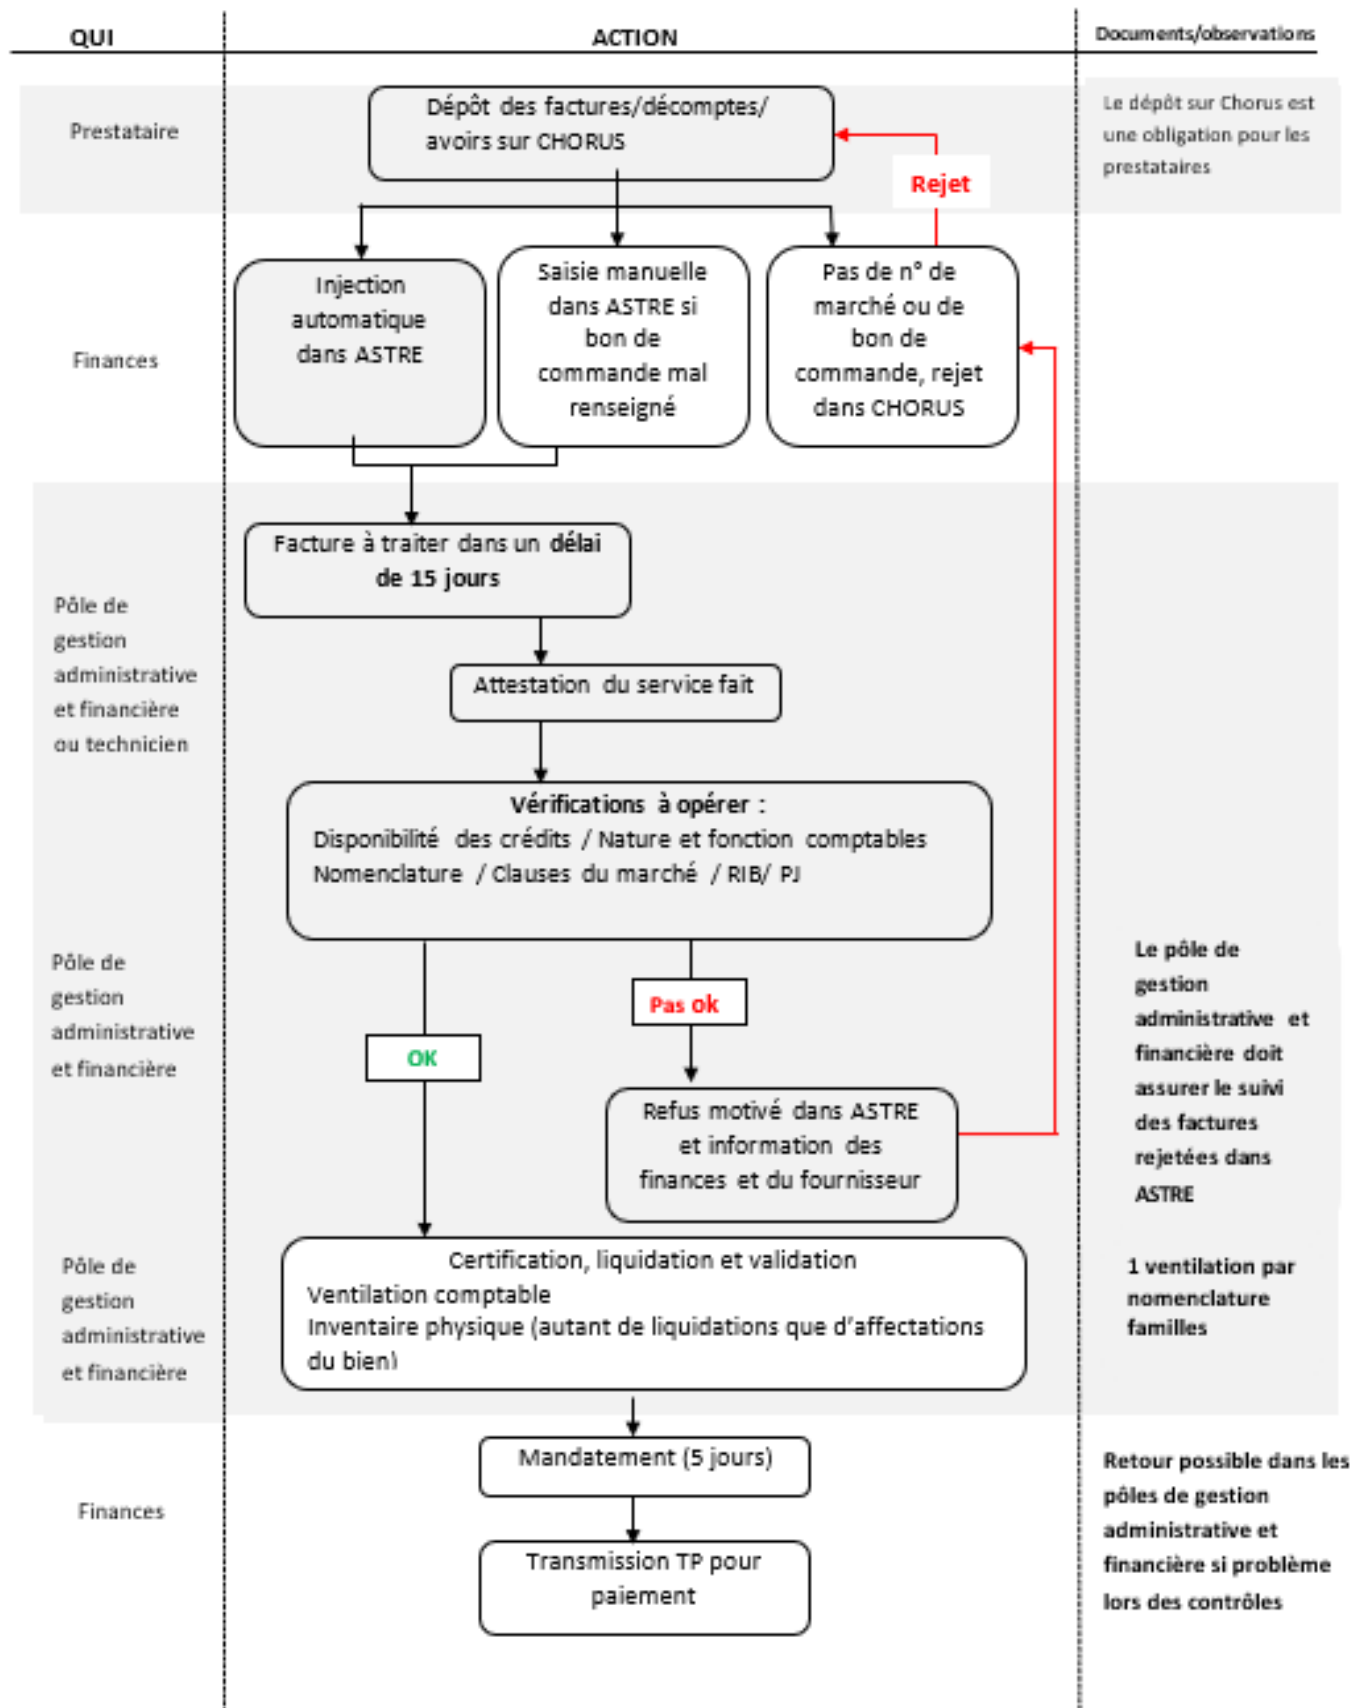 QUI
ACTION
Documents/observations
Prestataire
Dépôt des factures/décomptes/
avoirs sur CHORUS
Rejet
Le dépôt sur Chorus est
une obligation pour les
prestataires
Finances
Injection
automatique
dans ASTRE
Saisie manuelle
dans ASTRE si
bon de
commande mal
renseigné
Pas de n° de
marché ou de
bon de
commande, rejet
dans CHORUS
Pôle de
gestion
administrative
et financière
ou technicien
Facture à traiter dans un délai
de 15 jours
Attestation du service fait
Vérifications à opérer :
Disponibilité des crédits / Nature et fonction comptables
Nomenclature / Clauses du marché / RIB/ PJ
Pôle de
gestion
administrative
et financière
OK
Pas ok
Refus motivé dans ASTRE
et information des
finances et du fournisseur
Le pôle de
gestion
administrative et
financière doit
assurer le suivi
des factures
rejetées dans
ASTRE
Pôle de
gestion
administrative
et financière
Certification, liquidation et validation
Ventilation comptable
Inventaire physique (autant de liquidations que d'affectations
du bien)
1 ventilation par
nomenclature
familles
Finances
Mandatement (5 jours)
Transmission TP pour
paiement
Retour possible dans les
pôles de gestion
administrative et
financière si problème
lors des contrôles